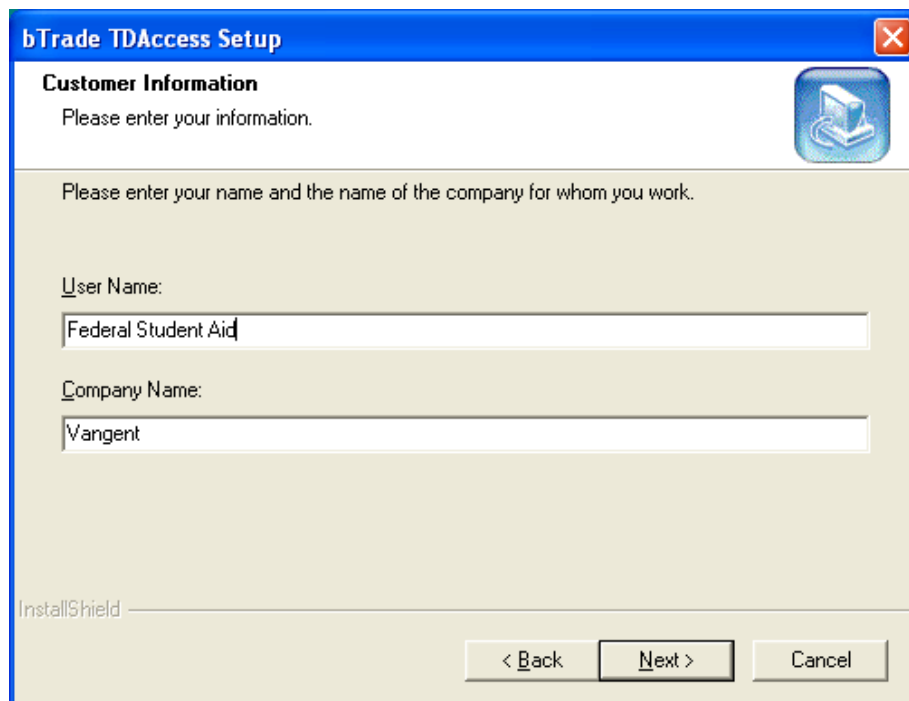 bTrade TDAccess Setup
Customer Information
Please enter your information.
Please enter your name and the name of the company for whom you work.
User Name:
Federal Student Aid
Company Name:
Vangent
InstallShield
< Back
Next >
Cancel